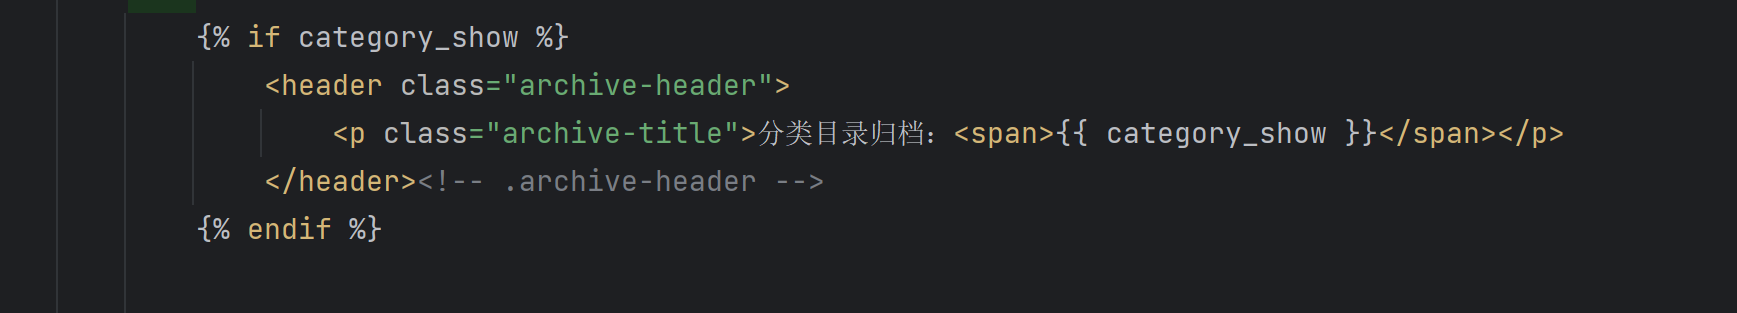 {% if category_show %}
<header class="archive-header">
<p class="archive-title">分类目录归档：<span>{{ category_show }}</span></p>
</header><!-- .archive-header -->
{% endif %}